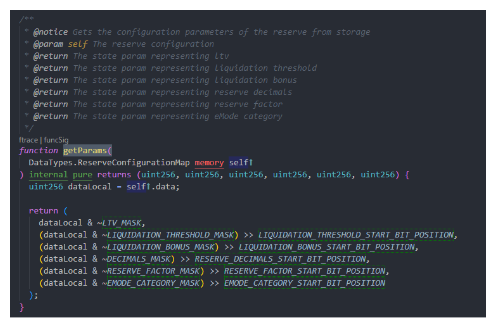 /**
* @notice Gets the configuration parameters of the reserve from storage
* @param self The reserve configuration
* @return The state param representing ltv
* @return The state param representing liquidation threshold
* @return The state param representing liquidation bonus
* @return The state param representing reserve decimals
* @return The state param representing reserve factor
* @return The state param representing eMode category
*/
ftrace | funcSig
function getParams(
DataTypes.ReserveConfigurationMap memory self↑
) internal pure returns (uint256, uint256, uint256, uint256, uint256, uint256) {
uint256 dataLocal = self↑.data;
return (
dataLocal & ~LTV_MASK,
(dataLocal & ~LIQUIDATION_THRESHOLD_MASK) >> LIQUIDATION_THRESHOLD_START_BIT_POSITION,
(dataLocal & ~LIQUIDATION_BONUS_MASK) >> LIQUIDATION_BONUS_START_BIT_POSITION,
(dataLocal & ~DECIMALS_MASK) >> RESERVE_DECIMALS_START_BIT_POSITION,
(dataLocal & ~RESERVE_FACTOR_MASK) >> RESERVE_FACTOR_START_BIT_POSITION,
(dataLocal & ~EMODE_CATEGORY_MASK) >> EMODE_CATEGORY_START_BIT_POSITION
);
}